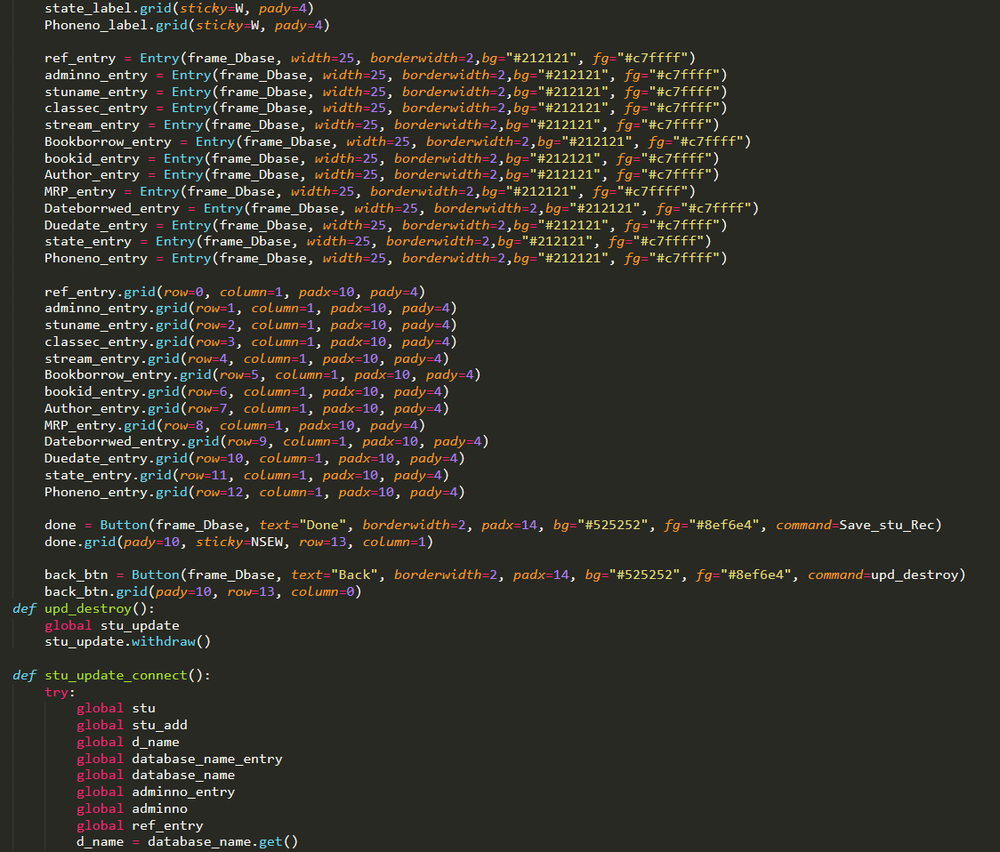 state_label.grid(sticky=W, pady=4)
Phoneno_label.grid(sticky=W, pady=4)
ref_entry = Entry(frame_Dbase, width=25, borderwidth=2,bg="#212121", fg="#c7ffff")
adminno_entry = Entry(frame_Dbase, width=25, borderwidth=2,bg="#212121", fg="#c7ffff")
stuname_entry = Entry(frame_Dbase, width=25, borderwidth=2,bg="#212121", fg="#c7ffff")
classec_entry = Entry(frame_Dbase, width=25, borderwidth=2,bg="#212121", fg="#c7ffff")
stream_entry = Entry(frame_Dbase, width=25, borderwidth=2,bg="#212121", fg="#c7ffff")
Bookborrow_entry = Entry(frame_Dbase, width=25, borderwidth=2,bg="#212121", fg="#c7ffff")
bookid_entry = Entry(frame_Dbase, width=25, borderwidth=2,bg="#212121", fg="#c7ffff")
Author_entry = Entry(frame_Dbase, width=25, borderwidth=2,bg="#212121", fg="#c7ffff")
MRP_entry = Entry(frame_Dbase, width=25, borderwidth=2,bg="#212121", fg="#c7ffff")
Dateborrwed_entry = Entry(frame_Dbase, width=25, borderwidth=2,bg="#212121", fg="#c7ffff")
Duedate_entry = Entry(frame_Dbase, width=25, borderwidth=2,bg="#212121", fg="#c7ffff")
state_entry = Entry(frame_Dbase, width=25, borderwidth=2,bg="#212121", fg="#c7ffff")
Phoneno_entry = Entry(frame_Dbase, width=25, borderwidth=2,bg="#212121", fg="#c7ffff")
ref_entry.grid(row=0, column=1, padx=10, pady=4)
adminno_entry.grid(row=1, column=1, padx=10, pady=4)
stuname_entry.grid(row=2, column=1, padx=10, pady=4)
classec_entry.grid(row=3, column=1, padx=10, pady=4)
stream_entry.grid(row=4, column=1, padx=10, pady=4)
Bookborrow_entry.grid(row=5, column=1, padx=10, pady=4)
bookid_entry.grid(row=6, column=1, padx=10, pady=4)
Author_entry.grid(row=7, column=1, padx=10, pady=4)
MRP_entry.grid(row=8, column=1, padx=10, pady=4)
Dateborrwed_entry.grid(row=9, column=1, padx=10, pady=4)
Duedate_entry.grid(row=10, column=1, padx=10, pady=4)
state_entry.grid(row=11, column=1, padx=10, pady=4)
Phoneno_entry.grid(row=12, column=1, padx=10, pady=4)
done = Button(frame_Dbase, text="Done", borderwidth=2, padx=14, bg="#525252", fg="#8ef6e4", command=Save_stu_Rec)
done.grid(pady=10, sticky=NSEW, row=13, column=1)
back_btn = Button(frame_Dbase, text="Back", borderwidth=2, padx=14, bg="#525252", fg="#8ef6e4", command=upd_destroy)
back_btn.grid(pady=10, row=13, column=0)
def upd_destroy():
global stu_update
stu_update.withdraw()
def stu_update_connect():
try:
global stu
global stu_add
global d_name
global database_name_entry
global database_name
global adminno_entry
global adminno
global ref_entry
d_name = database_name.get()